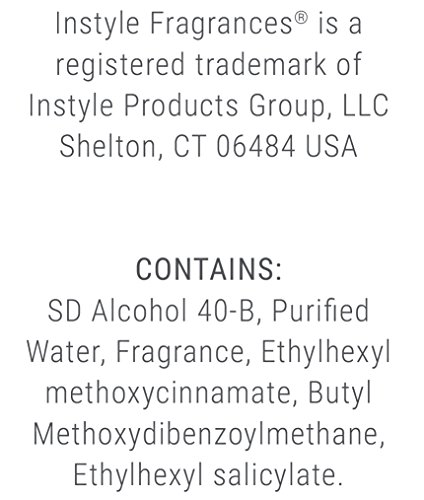 Instyle Fragrances® is a
registered trademark of
Instyle Products Group, LLC
Shelton, CT 06484 USA
CONTAINS:
SD Alcohol 40-B, Purified
Water, Fragrance, Ethylhexyl
methoxycinnamate, Butyl
Methoxydibenzoylmethane,
Ethylhexyl salicylate.